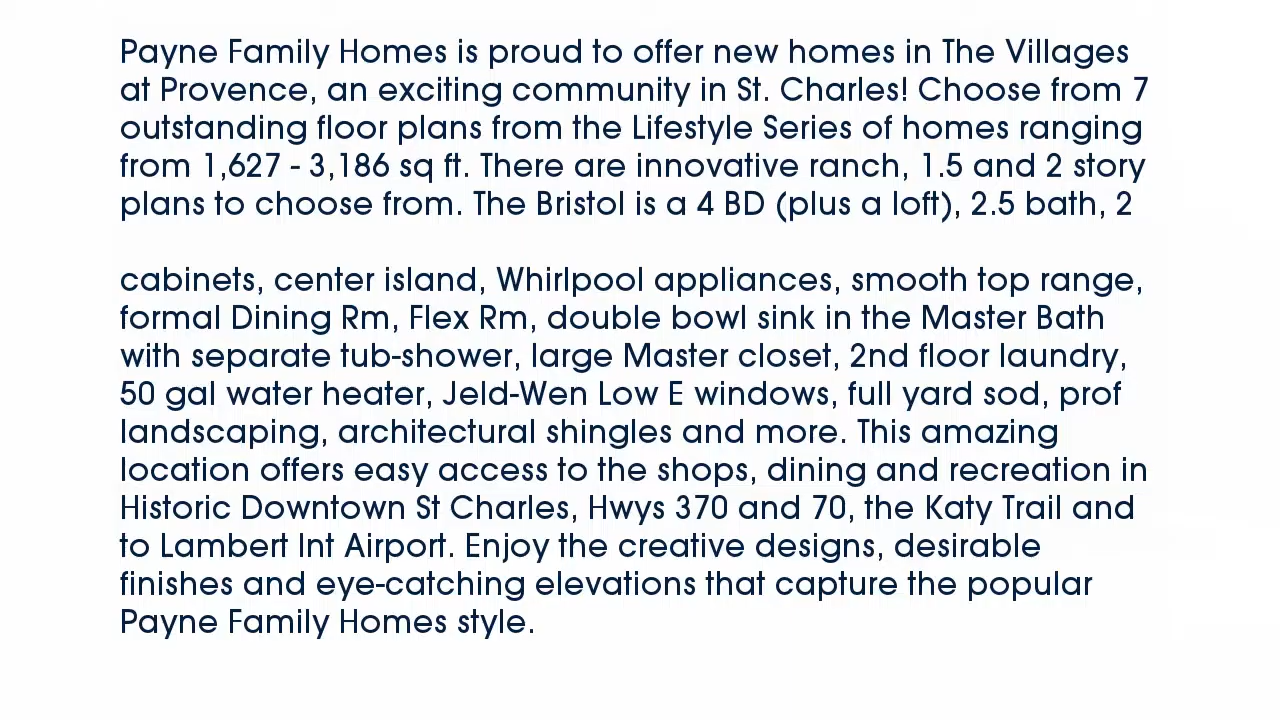 Payne Family Homes is proud to offer new homes in The Villages
at Provence, an exciting community in St. Charles! Choose from 7
outstanding floor plans from the Lifestyle Series of homes ranging
from 1,627 - 3,186 sq ft. There are innovative ranch, 1.5 and 2 story
plans to choose from. The Bristol is a 4 BD (plus a loft), 2.5 bath, 2
cabinets, center island, Whirlpool appliances, smooth top range,
formal Dining Rm, Flex Rm, double bowl sink in the Master Bath
with separate tub-shower, large Master closet, 2nd floor laundry,
50 gal water heater, Jeld-Wen Low E windows, full yard sod, prof
landscaping, architectural shingles and more. This amazing
location offers easy access to the shops, dining and recreation in
Historic Downtown St Charles, Hwys 370 and 70, the Katy Trail and
to Lambert Int Airport. Enjoy the creative designs, desirable
finishes and eye-catching elevations that capture the popular
Payne Family Homes style.